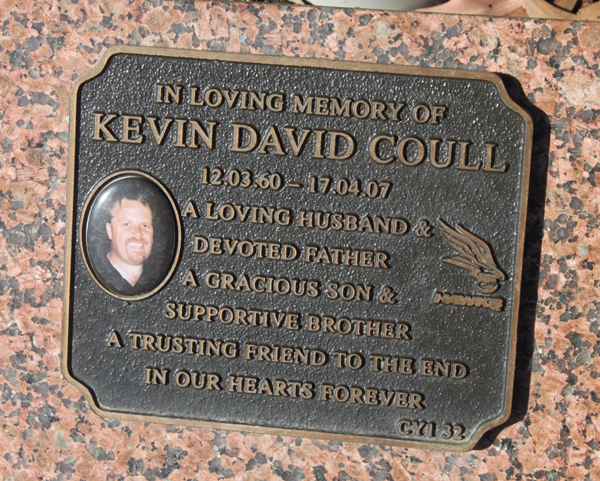 IN LOVING MEMORY OF
KEVIN DAVID COULL
12.03.60 – 17.04.07
A LOVING HUSBAND &
DEVOTED FATHER
A GRACIOUS SON &
SUPPORTIVE BROTHER
A TRUSTING FRIEND TO THE END
IN OUR HEARTS FOREVER
HAWKS
CY1 32